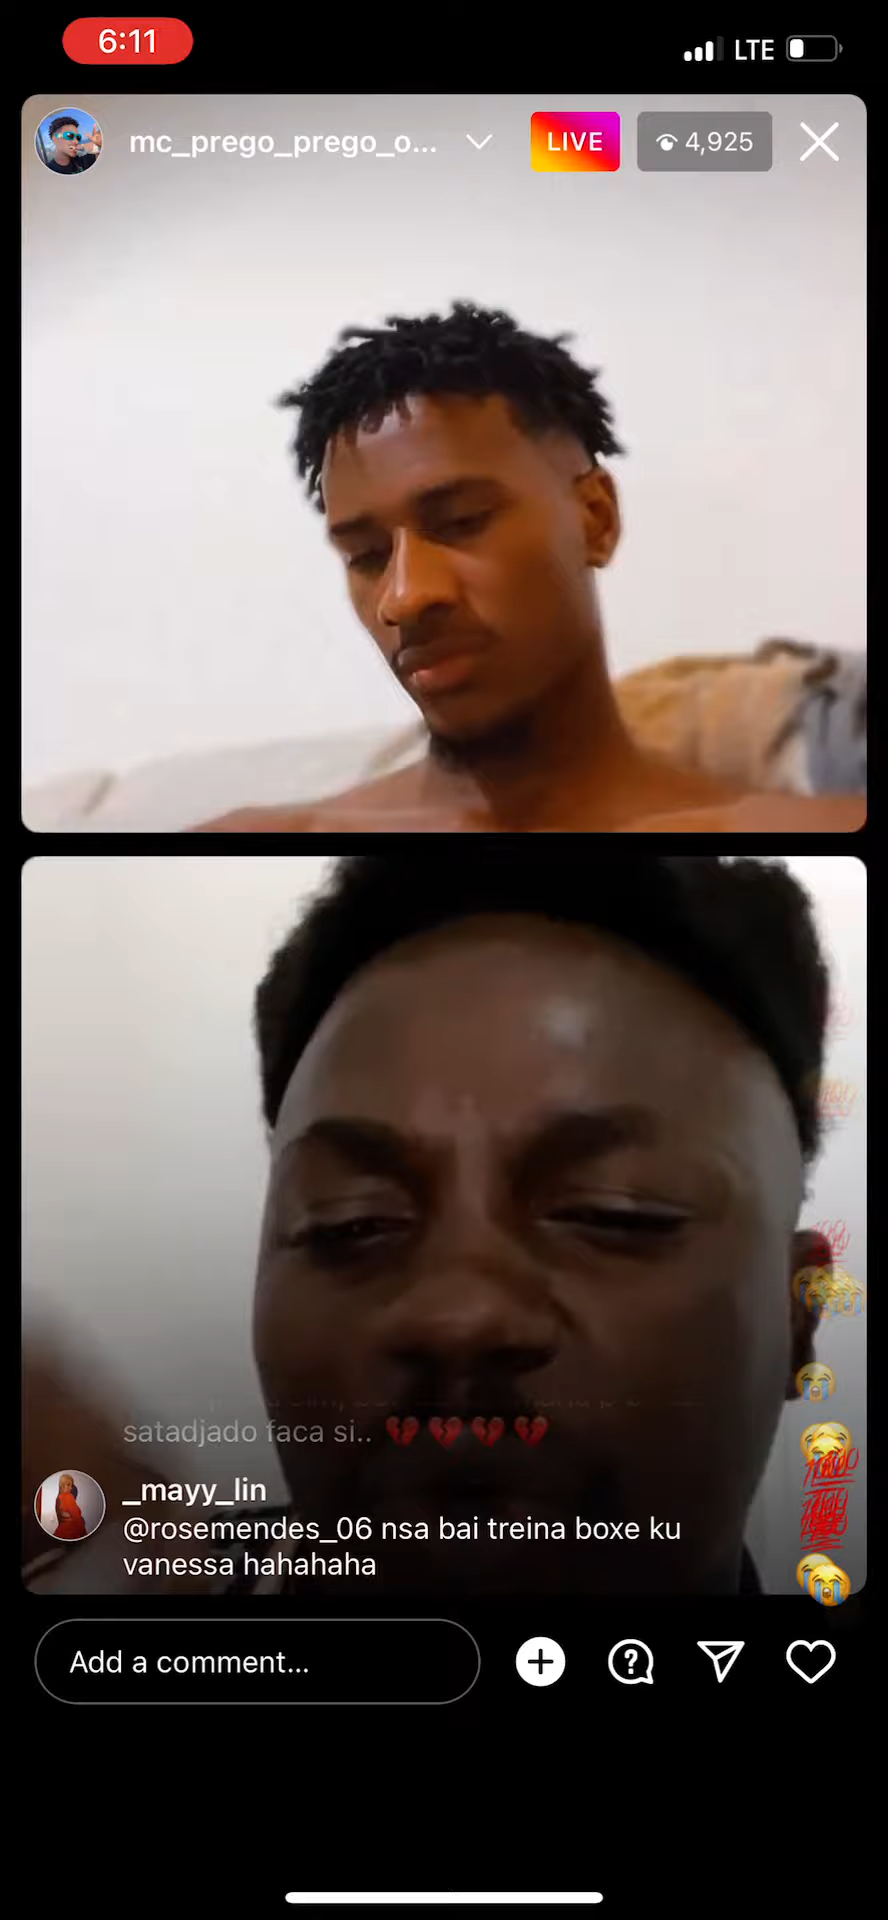 6:11
LTE
mc_prego_prego_o...
LIVE
4,925
satadjado faca si.. 💔 💔 💔 💔
_mayy_lin
@rosemendes_06 nsa bai treina boxe ku
vanessa hahahaha
Add a comment...